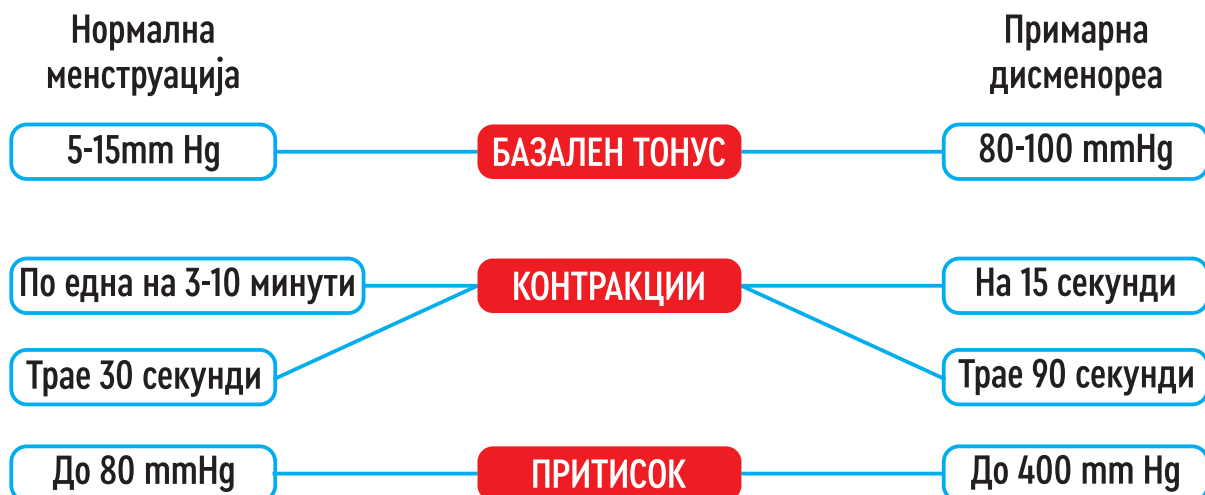 Нормална
менструација
Примарна
дисменореа
5-15mm Hg
БАЗАЛЕН ТОНУС
80-100 mmHg
По една на 3-10 минути
КОНТРАКЦИИ
На 15 секунди
Трае 30 секунди
Трае 90 секунди
До 80 mmHg
ПРИТИСОК
До 400 mm Hg